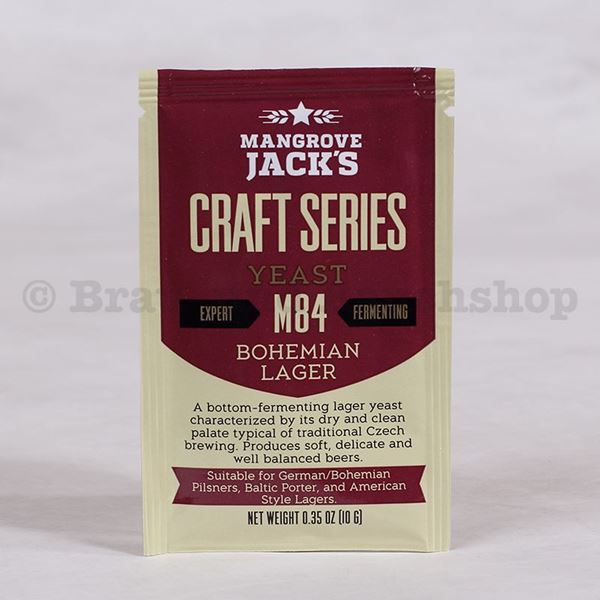 MANGROVE
JACK'S
CRAFT SERIES
YEAST
EXPERT M84 FERMENTING
BOHEMIAN
LAGER
A bottom-fermenting lager yeast
characterized by its dry and clean
palate typical of traditional Czech
brewing. Produces soft, delicate and
well balanced beers.
Suitable for German/Bohemian
Pilsners, Baltic Porter, and American
Style Lagers.
NET WEIGHT 0.35 OZ (10 G)